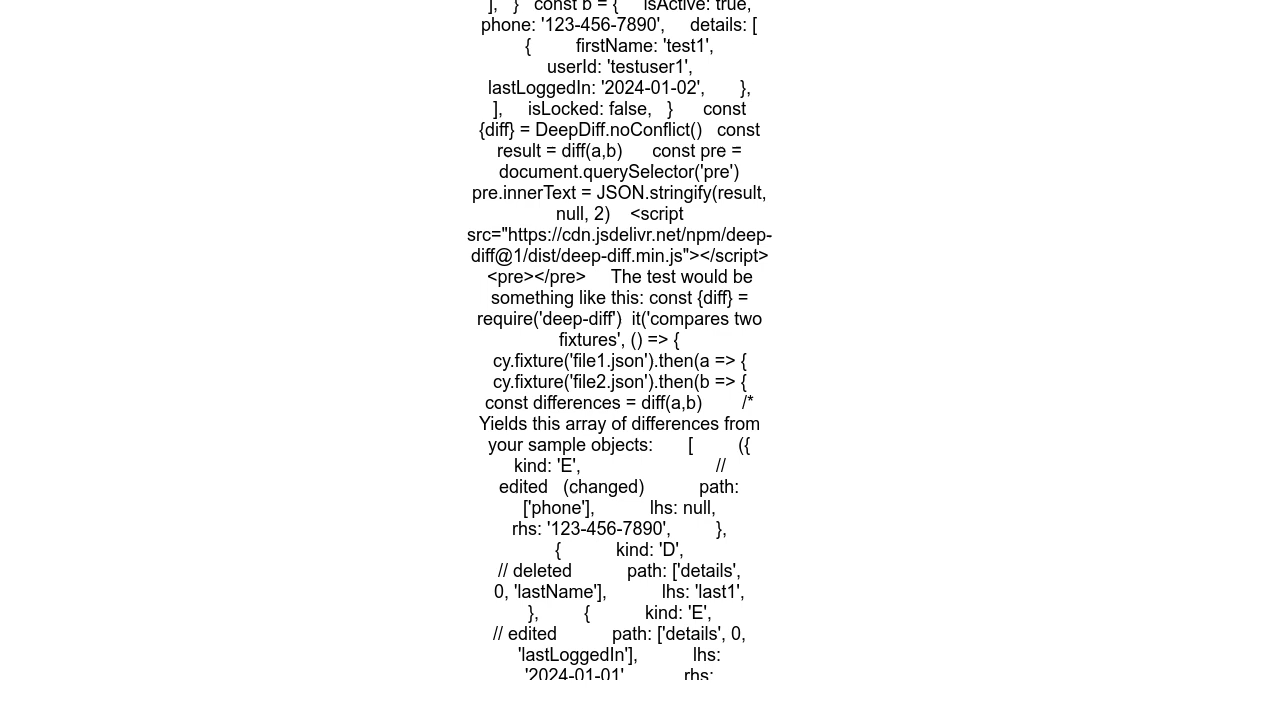 ],   }   const b = {     isActive: true,
phone: '123-456-7890',     details: [
{         firstName: 'test1',
userId: 'testuser1',
lastLoggedIn: '2024-01-02',       },
],     isLocked: false,   }      const
{diff} = DeepDiff.noConflict()   const
result = diff(a,b)      const pre =
document.querySelector('pre')
pre.innerText = JSON.stringify(result,
null, 2)    <script
src="https://cdn.jsdelivr.net/npm/deep-
diff@1/dist/deep-diff.min.js"></script>
<pre></pre>     The test would be
something like this: const {diff} =
require('deep-diff')  it('compares two
fixtures', () => {
cy.fixture('file1.json').then(a => {
cy.fixture('file2.json').then(b => {
const differences = diff(a,b)        /*
Yields this array of differences from
your sample objects:       [         ({
kind: 'E',                           //
edited   (changed)           path:
['phone'],           lhs: null,
rhs: '123-456-7890',         },
{           kind: 'D',
// deleted           path: ['details',
0, 'lastName'],           lhs: 'last1',
},         {           kind: 'E',
// edited           path: ['details', 0,
'lastLoggedIn'],           lhs:
'2024-01-01',           rhs: